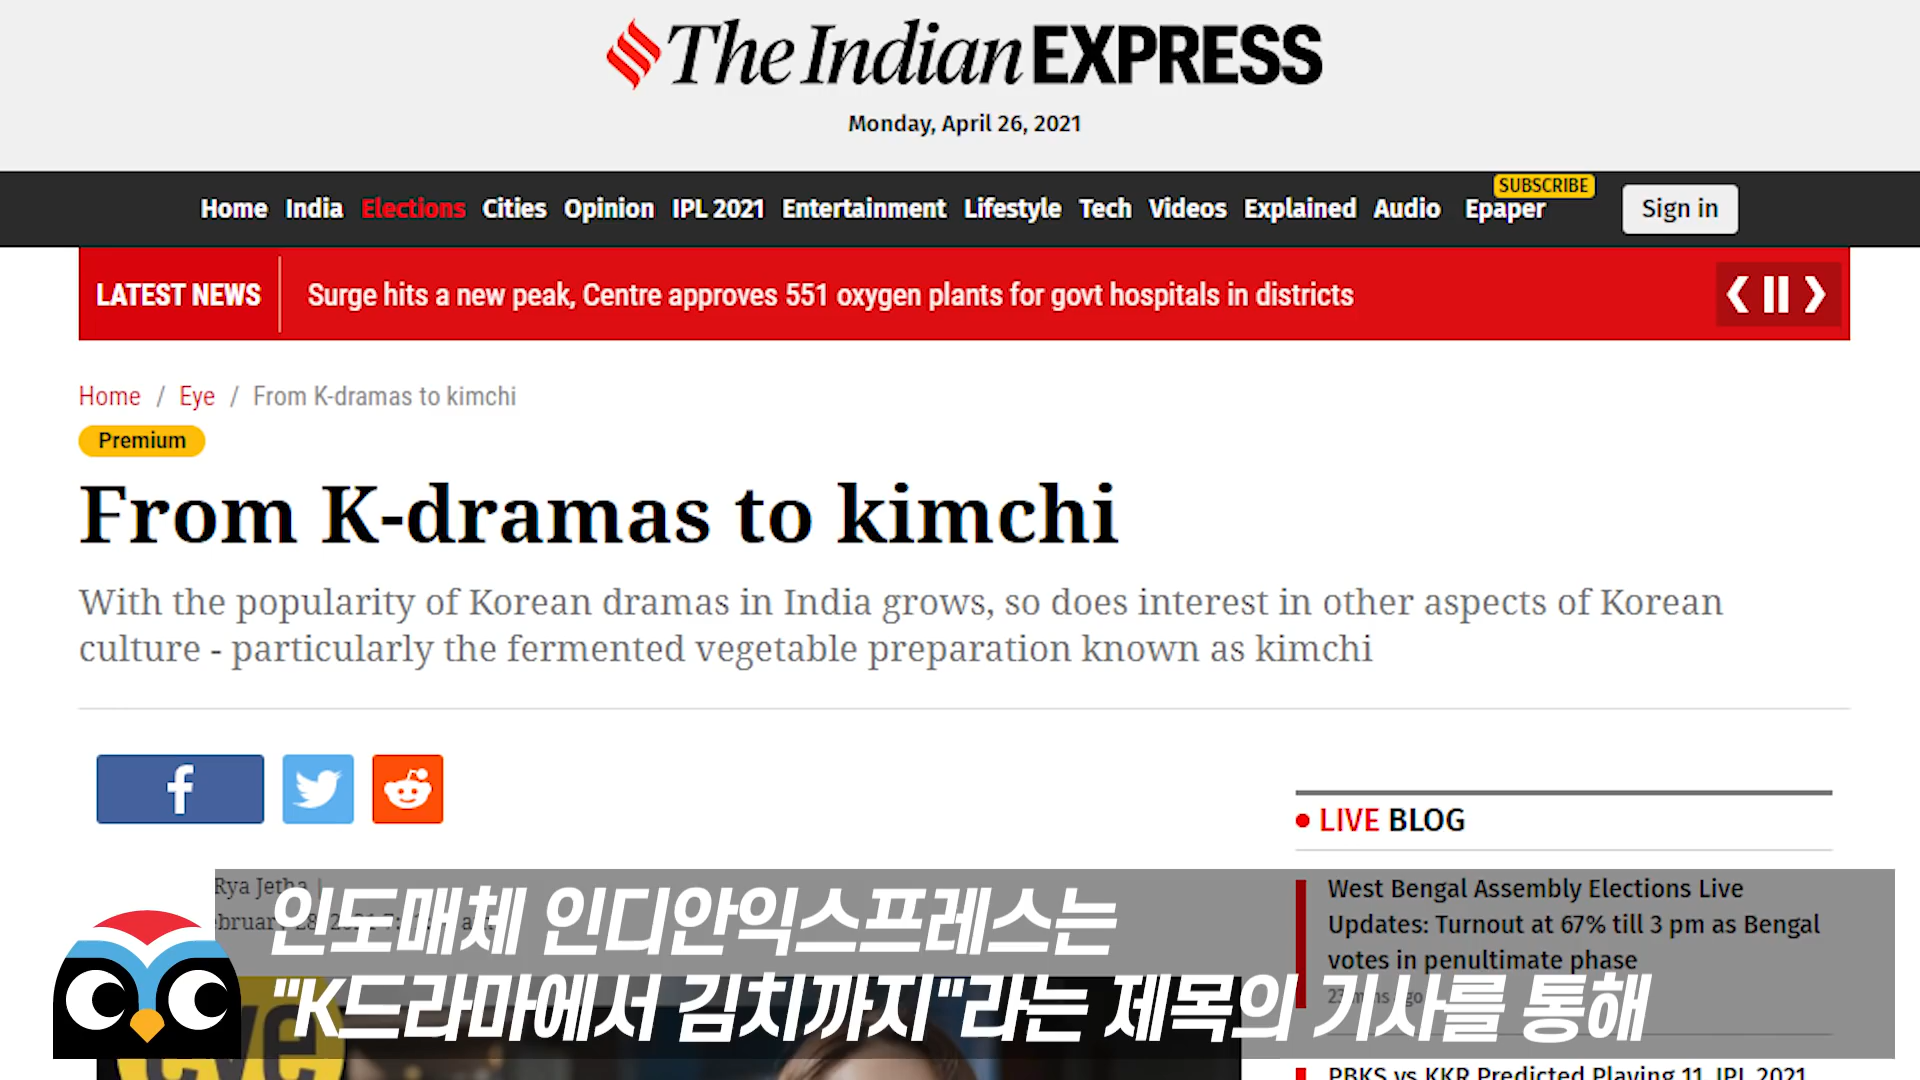 The Indian EXPRESS
Monday, April 26, 2021
Home India Elections Cities Opinion IPL 2021 Entertainment Lifestyle Tech Videos Explained Audio Epaper SUBSCRIBE Sign in
LATEST NEWS Surge hits a new peak, Centre approves 551 oxygen plants for govt hospitals in districts
Home / Eye / From K-dramas to kimchi
Premium
From K-dramas to kimchi
With the popularity of Korean dramas in India grows, so does interest in other aspects of Korean
culture - particularly the fermented vegetable preparation known as kimchi
LIVE BLOG
Rya Jetha |
West Bengal Assembly Elections Live
Updates: Turnout at 67% till 3 pm as Bengal
votes in penultimate phase
인도매체 인디안익스프레스는
"K드라마에서 김치까지"라는 제목의 기사를 통해
eye
PBKS vs KKR Predicted Playing 11, IPL 2021